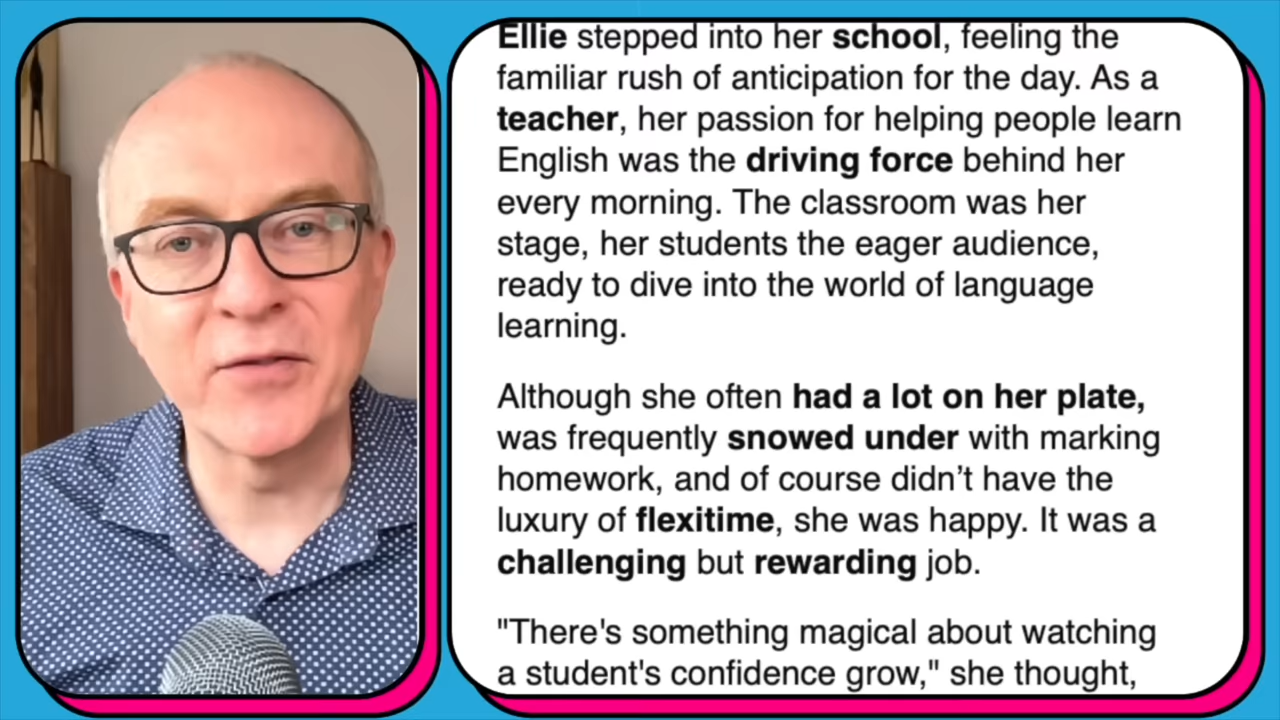 Ellie stepped into her school, feeling the
familiar rush of anticipation for the day. As a
teacher, her passion for helping people learn
English was the driving force behind her
every morning. The classroom was her
stage, her students the eager audience,
ready to dive into the world of language
learning.
Although she often had a lot on her plate,
was frequently snowed under with marking
homework, and of course didn’t have the
luxury of flexitime, she was happy. It was a
challenging but rewarding job.
"There's something magical about watching
a student's confidence grow," she thought,